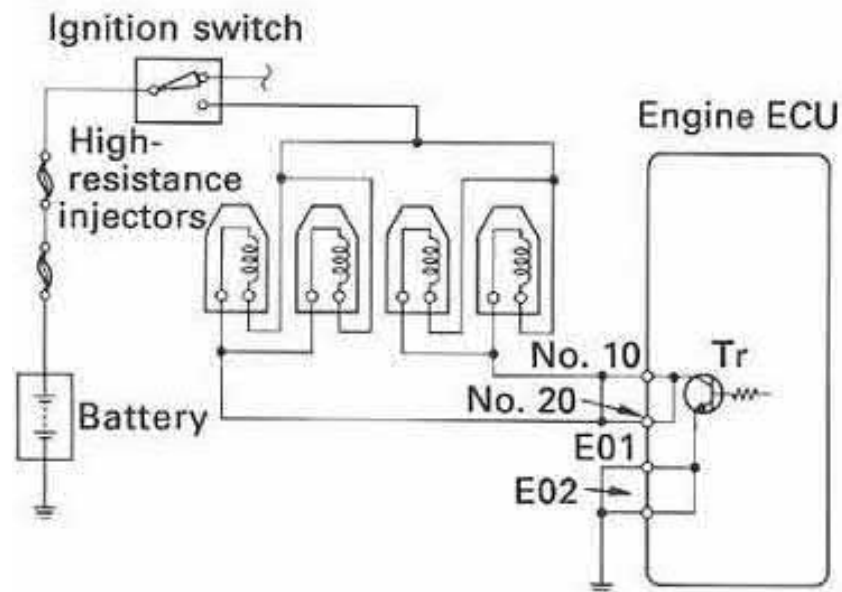 Ignition switch
Engine ECU
High-
resistance
injectors
No. 10
Tr
No. 20
Battery
E01
E02